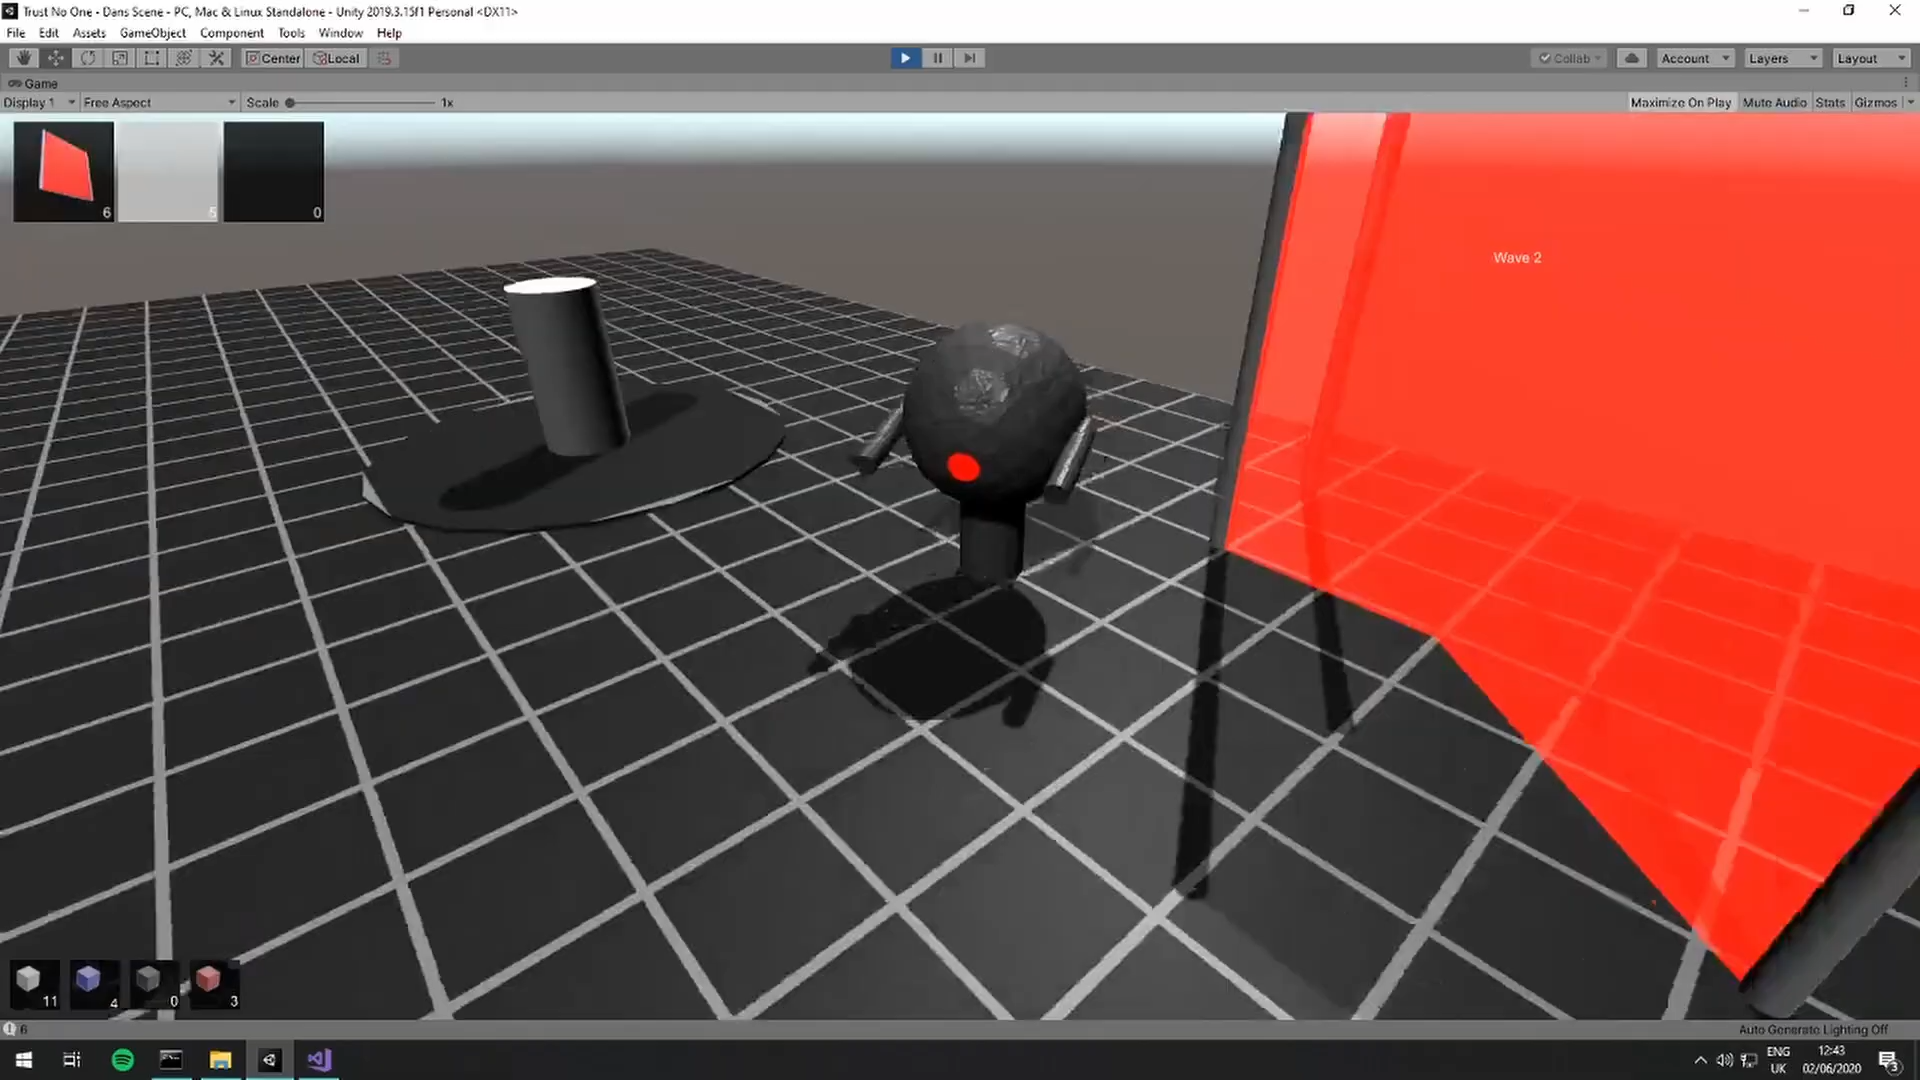 Trust No One - Dans Scene - PC, Mac & Linux Standalone - Unity 2019.3.15f1 Personal <DX11>
File Edit Assets GameObject Component Tools Window Help
Center Local Collab Account Layers Layout
Game
Display 1 Free Aspect Scale 1x Maximize On Play Mute Audio Stats Gizmos
6 5 0
Wave 2
11 4 0 3
6 Auto Generate Lighting Off
ENG 12:43
UK 02/06/2020 3